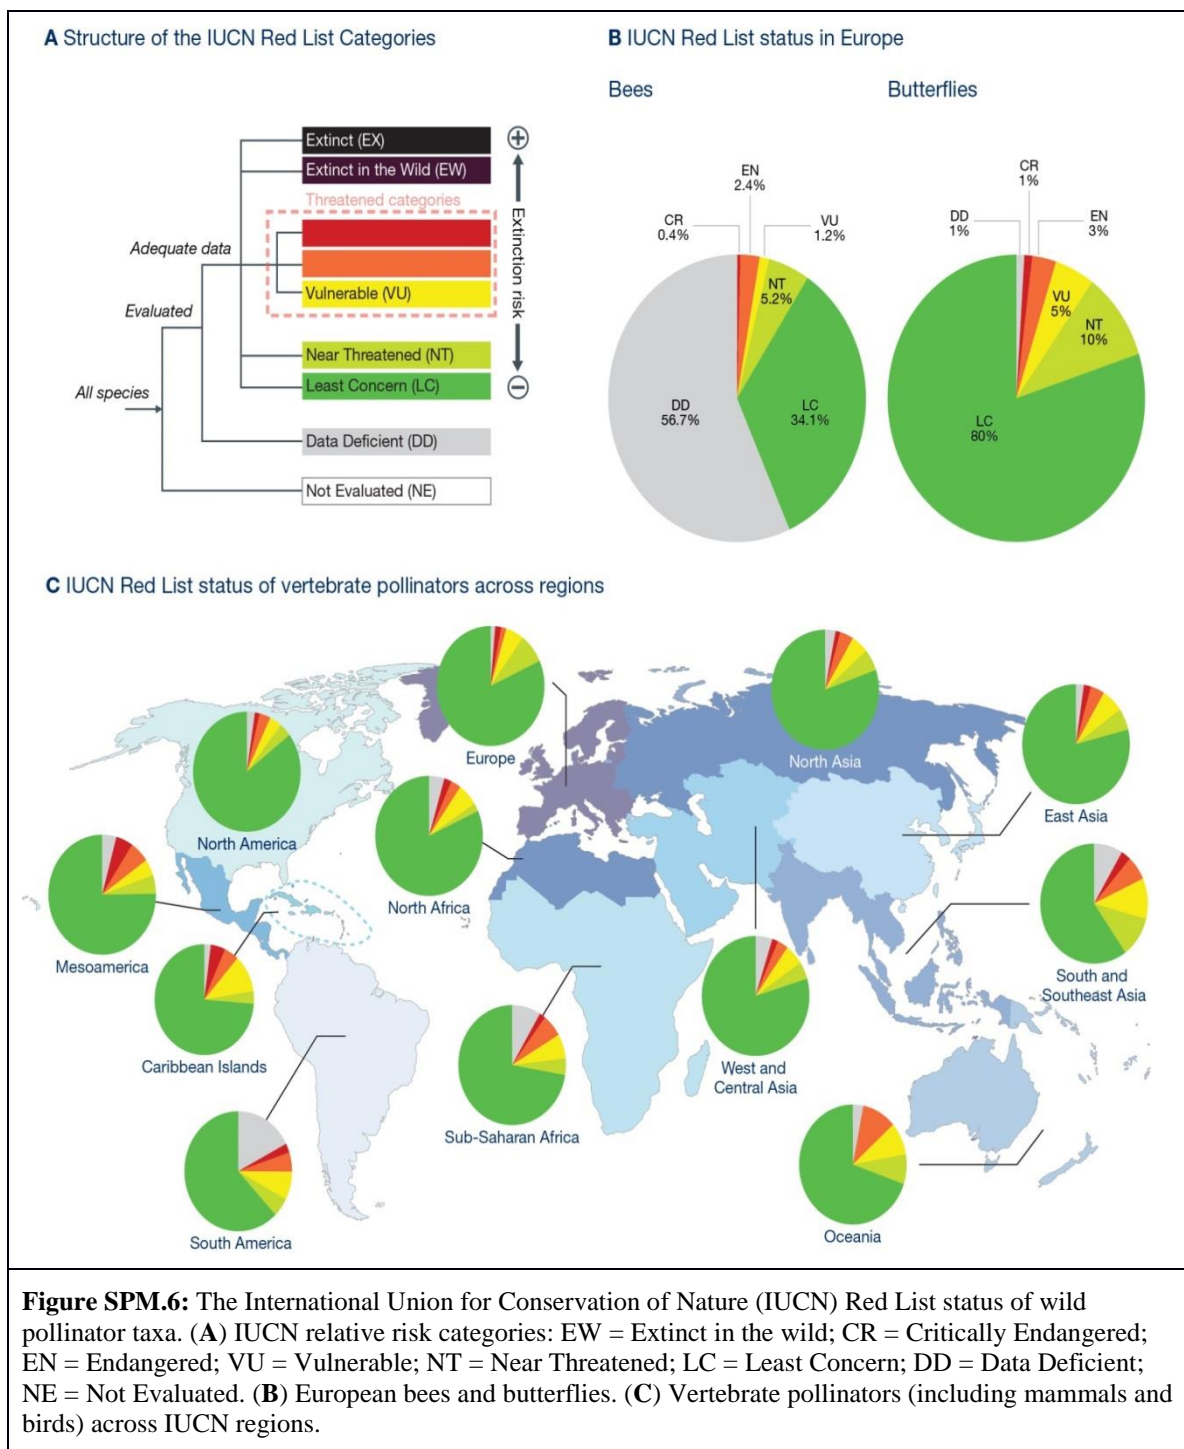 A Structure of the IUCN Red List Categories
Extinct (EX)
Extinct in the Wild (EW)
Threatened categories
Adequate data
Vulnerable (VU)
Extinction risk
Evaluated
Near Threatened (NT)
Least Concern (LC)
All species
Data Deficient (DD)
Not Evaluated (NE)
B IUCN Red List status in Europe
Bees
EN
2.4%
CR
0.4%
VU
1.2%
NT
5.2%
DD
56.7%
LC
34.1%
Butterflies
CR
1%
DD
1%
EN
3%
VU
5%
NT
10%
LC
80%
C IUCN Red List status of vertebrate pollinators across regions
Europe
North Asia
East Asia
North America
North Africa
Mesoamerica
South and
Southeast Asia
Caribbean Islands
West and
Central Asia
Sub-Saharan Africa
South America
Oceania
Figure SPM.6: The International Union for Conservation of Nature (IUCN) Red List status of wild
pollinator taxa. (A) IUCN relative risk categories: EW = Extinct in the wild; CR = Critically Endangered;
EN = Endangered; VU = Vulnerable; NT = Near Threatened; LC = Least Concern; DD = Data Deficient;
NE = Not Evaluated. (B) European bees and butterflies. (C) Vertebrate pollinators (including mammals and
birds) across IUCN regions.